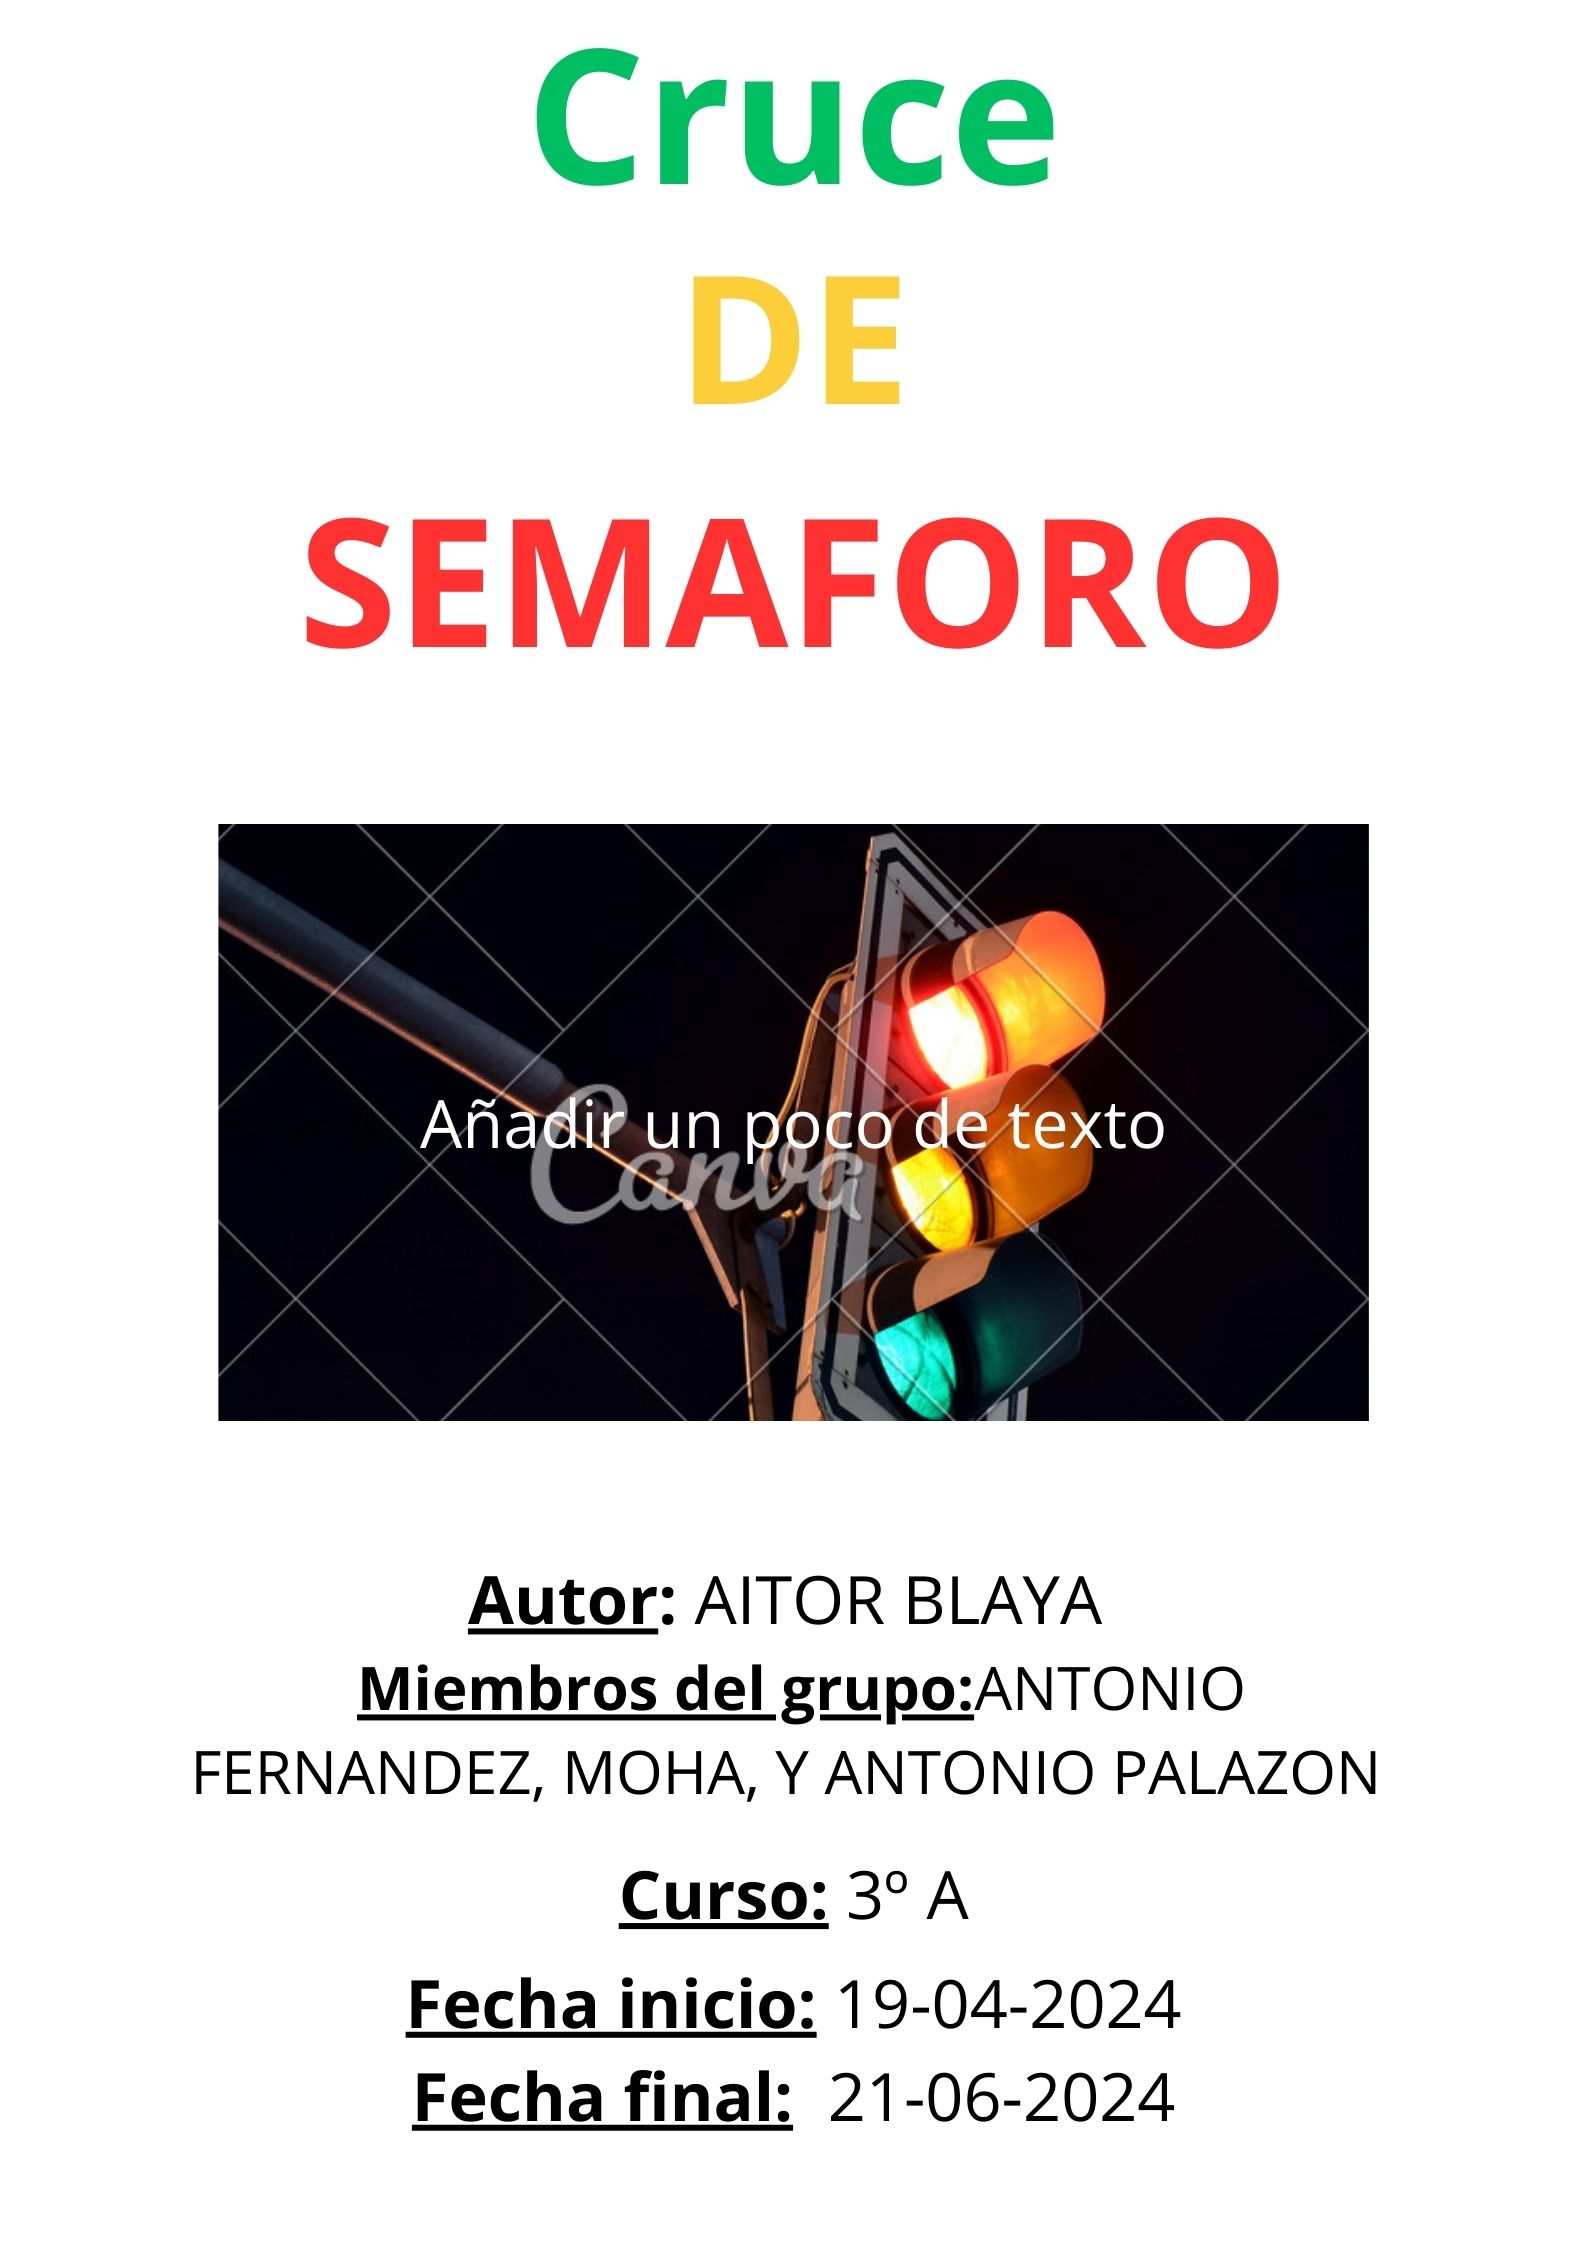 Cruce
DE
SEMAFORO
Añadir un poco de texto
Canva
Autor: AITOR BLAYA
Miembros del grupo:ANTONIO
FERNANDEZ, MOHA, Y ANTONIO PALAZON
Curso: 3º A
Fecha inicio: 19-04-2024
Fecha final: 21-06-2024